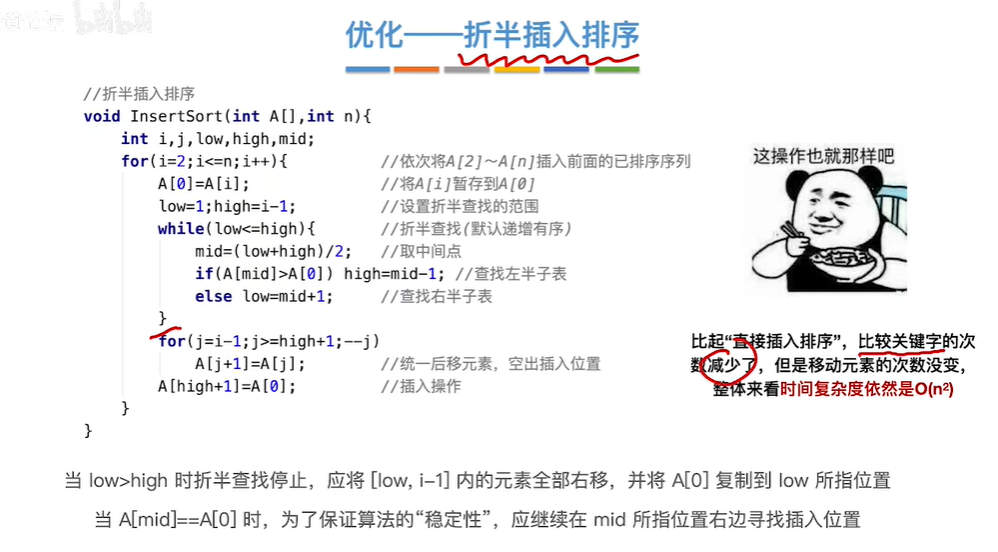 优化——折半插入排序
//折半插入排序
void InsertSort(int A[],int n){
int i,j,low,high,mid;
for(i=2;i<=n;i++){ //依次将A[2]～A[n]插入前面的已排序序列
A[0]=A[i]; //将A[i]暂存到A[0]
low=1;high=i-1; //设置折半查找的范围
while(low<=high){ //折半查找(默认递增有序)
mid=(low+high)/2; //取中间点
if(A[mid]>A[0]) high=mid-1; //查找左半子表
else low=mid+1; //查找右半子表
}
for(j=i-1;j>=high+1;--j)
A[j+1]=A[j]; //统一后移元素，空出插入位置
A[high+1]=A[0]; //插入操作
}
}
这操作也就那样吧
比起“直接插入排序”，比较关键字的次
数减少了，但是移动元素的次数没变，
整体来看时间复杂度依然是O(n²)
当 low>high 时折半查找停止，应将 [low, i-1] 内的元素全部右移，并将 A[0] 复制到 low 所指位置
当 A[mid]==A[0] 时，为了保证算法的“稳定性”，应继续在 mid 所指位置右边寻找插入位置